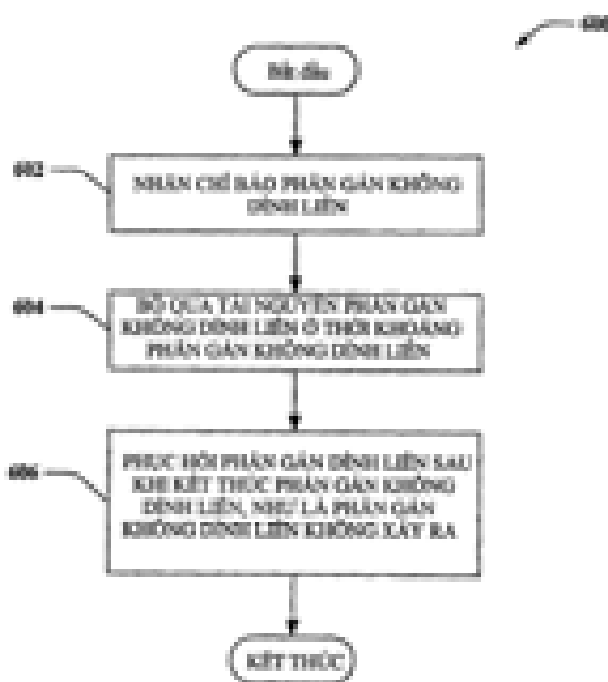 600
Bắt đầu
602
NHẬN CHỈ BÁO PHÂN GÁN KHÔNG
DÍNH LIỀN
604
BỎ QUA TÀI NGUYÊN PHÂN GÁN
KHÔNG DÍNH LIỀN Ở THỜI KHOẢNG
PHÂN GÁN KHÔNG DÍNH LIỀN
606
PHỤC HỒI PHÂN GÁN DÍNH LIỀN SAU
KHI KẾT THÚC PHÂN GÁN KHÔNG
DÍNH LIỀN, NHƯ LÀ PHÂN GÁN
KHÔNG DÍNH LIỀN KHÔNG XẢY RA
KẾT THÚC